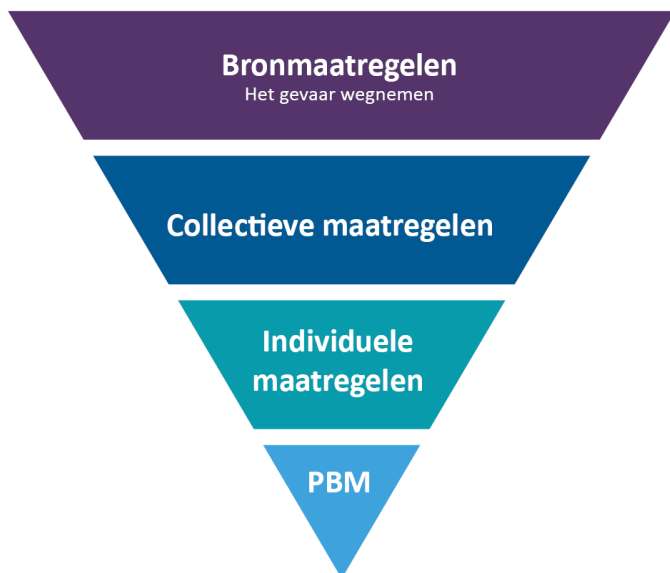 Bronmaatregelen
Het gevaar wegnemen
Collectieve maatregelen
Individuele
maatregelen
PBM